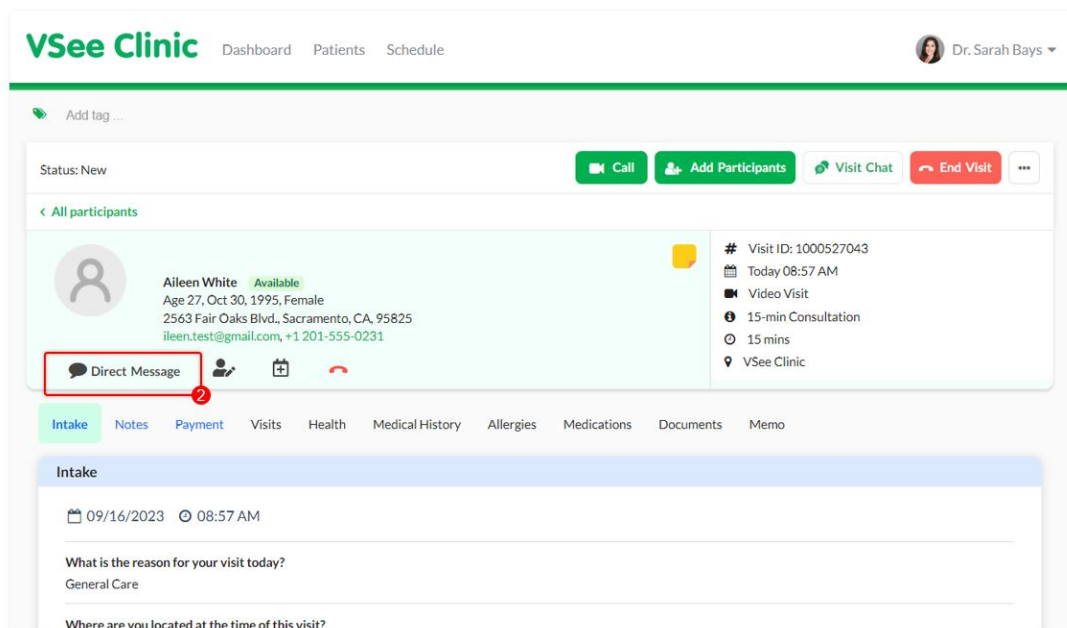 VSee Clinic Dashboard Patients Schedule Dr. Sarah Bays
Add tag ...
Status: New Call Add Participants Visit Chat End Visit ...
< All participants
Aileen White Available
Age 27, Oct 30, 1995, Female
2563 Fair Oaks Blvd., Sacramento, CA, 95825
ileen.test@gmail.com, +1 201-555-0231
Direct Message
2
# Visit ID: 1000527043
Today 08:57 AM
Video Visit
15-min Consultation
15 mins
VSee Clinic
Intake Notes Payment Visits Health Medical History Allergies Medications Documents Memo
Intake
09/16/2023 08:57 AM
What is the reason for your visit today?
General Care
Where are you located at the time of this visit?